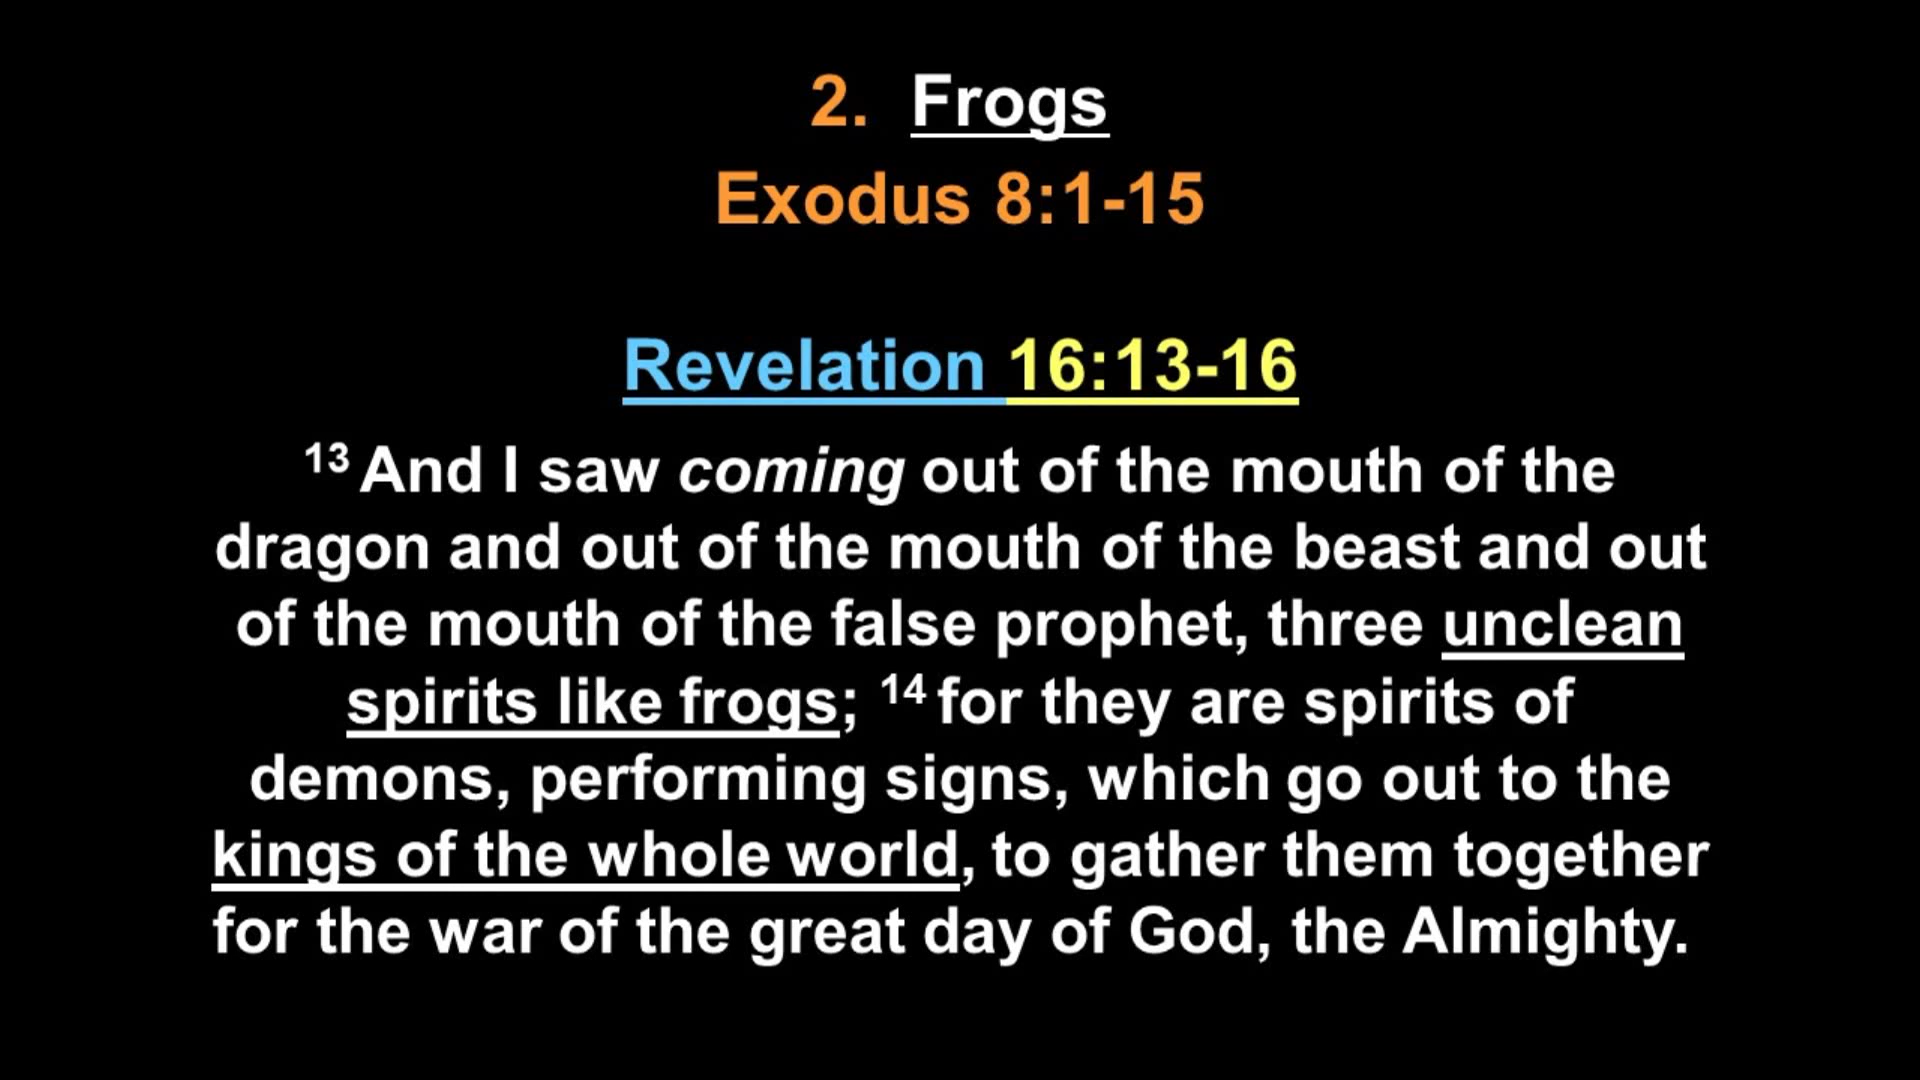 2. Frogs
Exodus 8:1-15
Revelation 16:13-16
13 And I saw coming out of the mouth of the
dragon and out of the mouth of the beast and out
of the mouth of the false prophet, three unclean
spirits like frogs; 14 for they are spirits of
demons, performing signs, which go out to the
kings of the whole world, to gather them together
for the war of the great day of God, the Almighty.